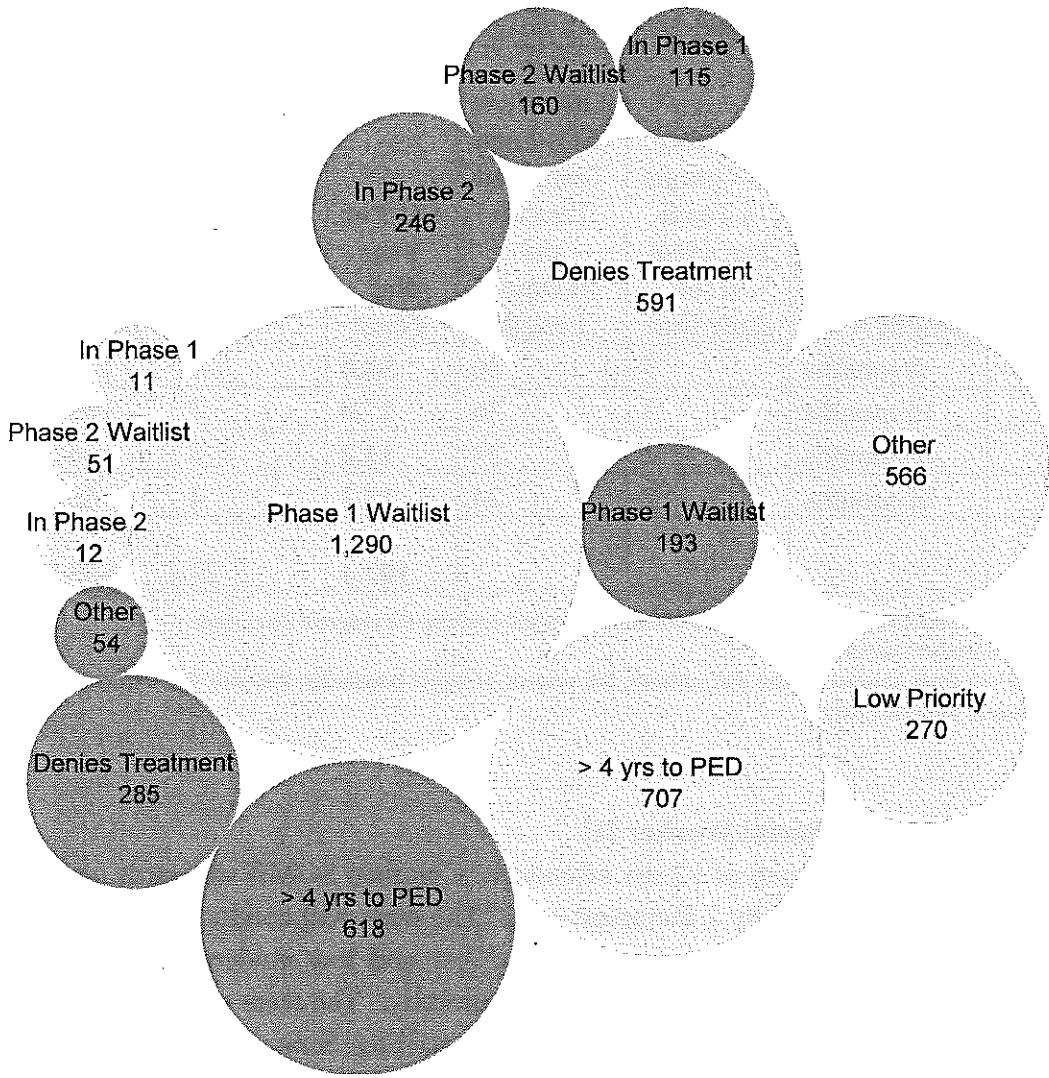 In Phase 1
115
Phase 2 Waitlist
160
In Phase 2
246
Denies Treatment
591
In Phase 1
11
Phase 2 Waitlist
51
Other
566
In Phase 2
12
Phase 1 Waitlist
1,290
Phase 1 Waitlist
193
Other
54
Low Priority
270
Denies Treatment
285
> 4 yrs to PED
707
> 4 yrs to PED
618